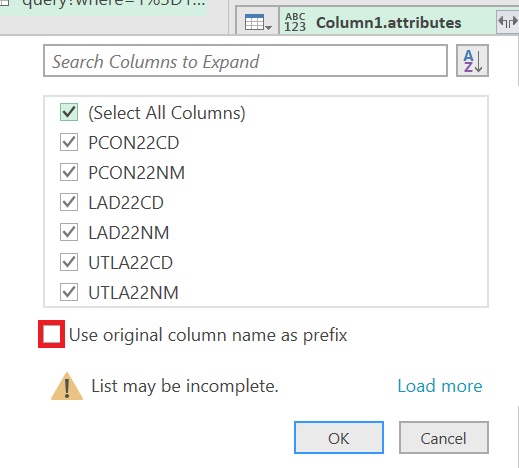 query?where=1%3D1...
ABC
123
Column1.attributes
Search Columns to Expand
A
Z
(Select All Columns)
PCON22CD
PCON22NM
LAD22CD
LAD22NM
UTLA22CD
UTLA22NM
Use original column name as prefix
List may be incomplete.
Load more
OK
Cancel